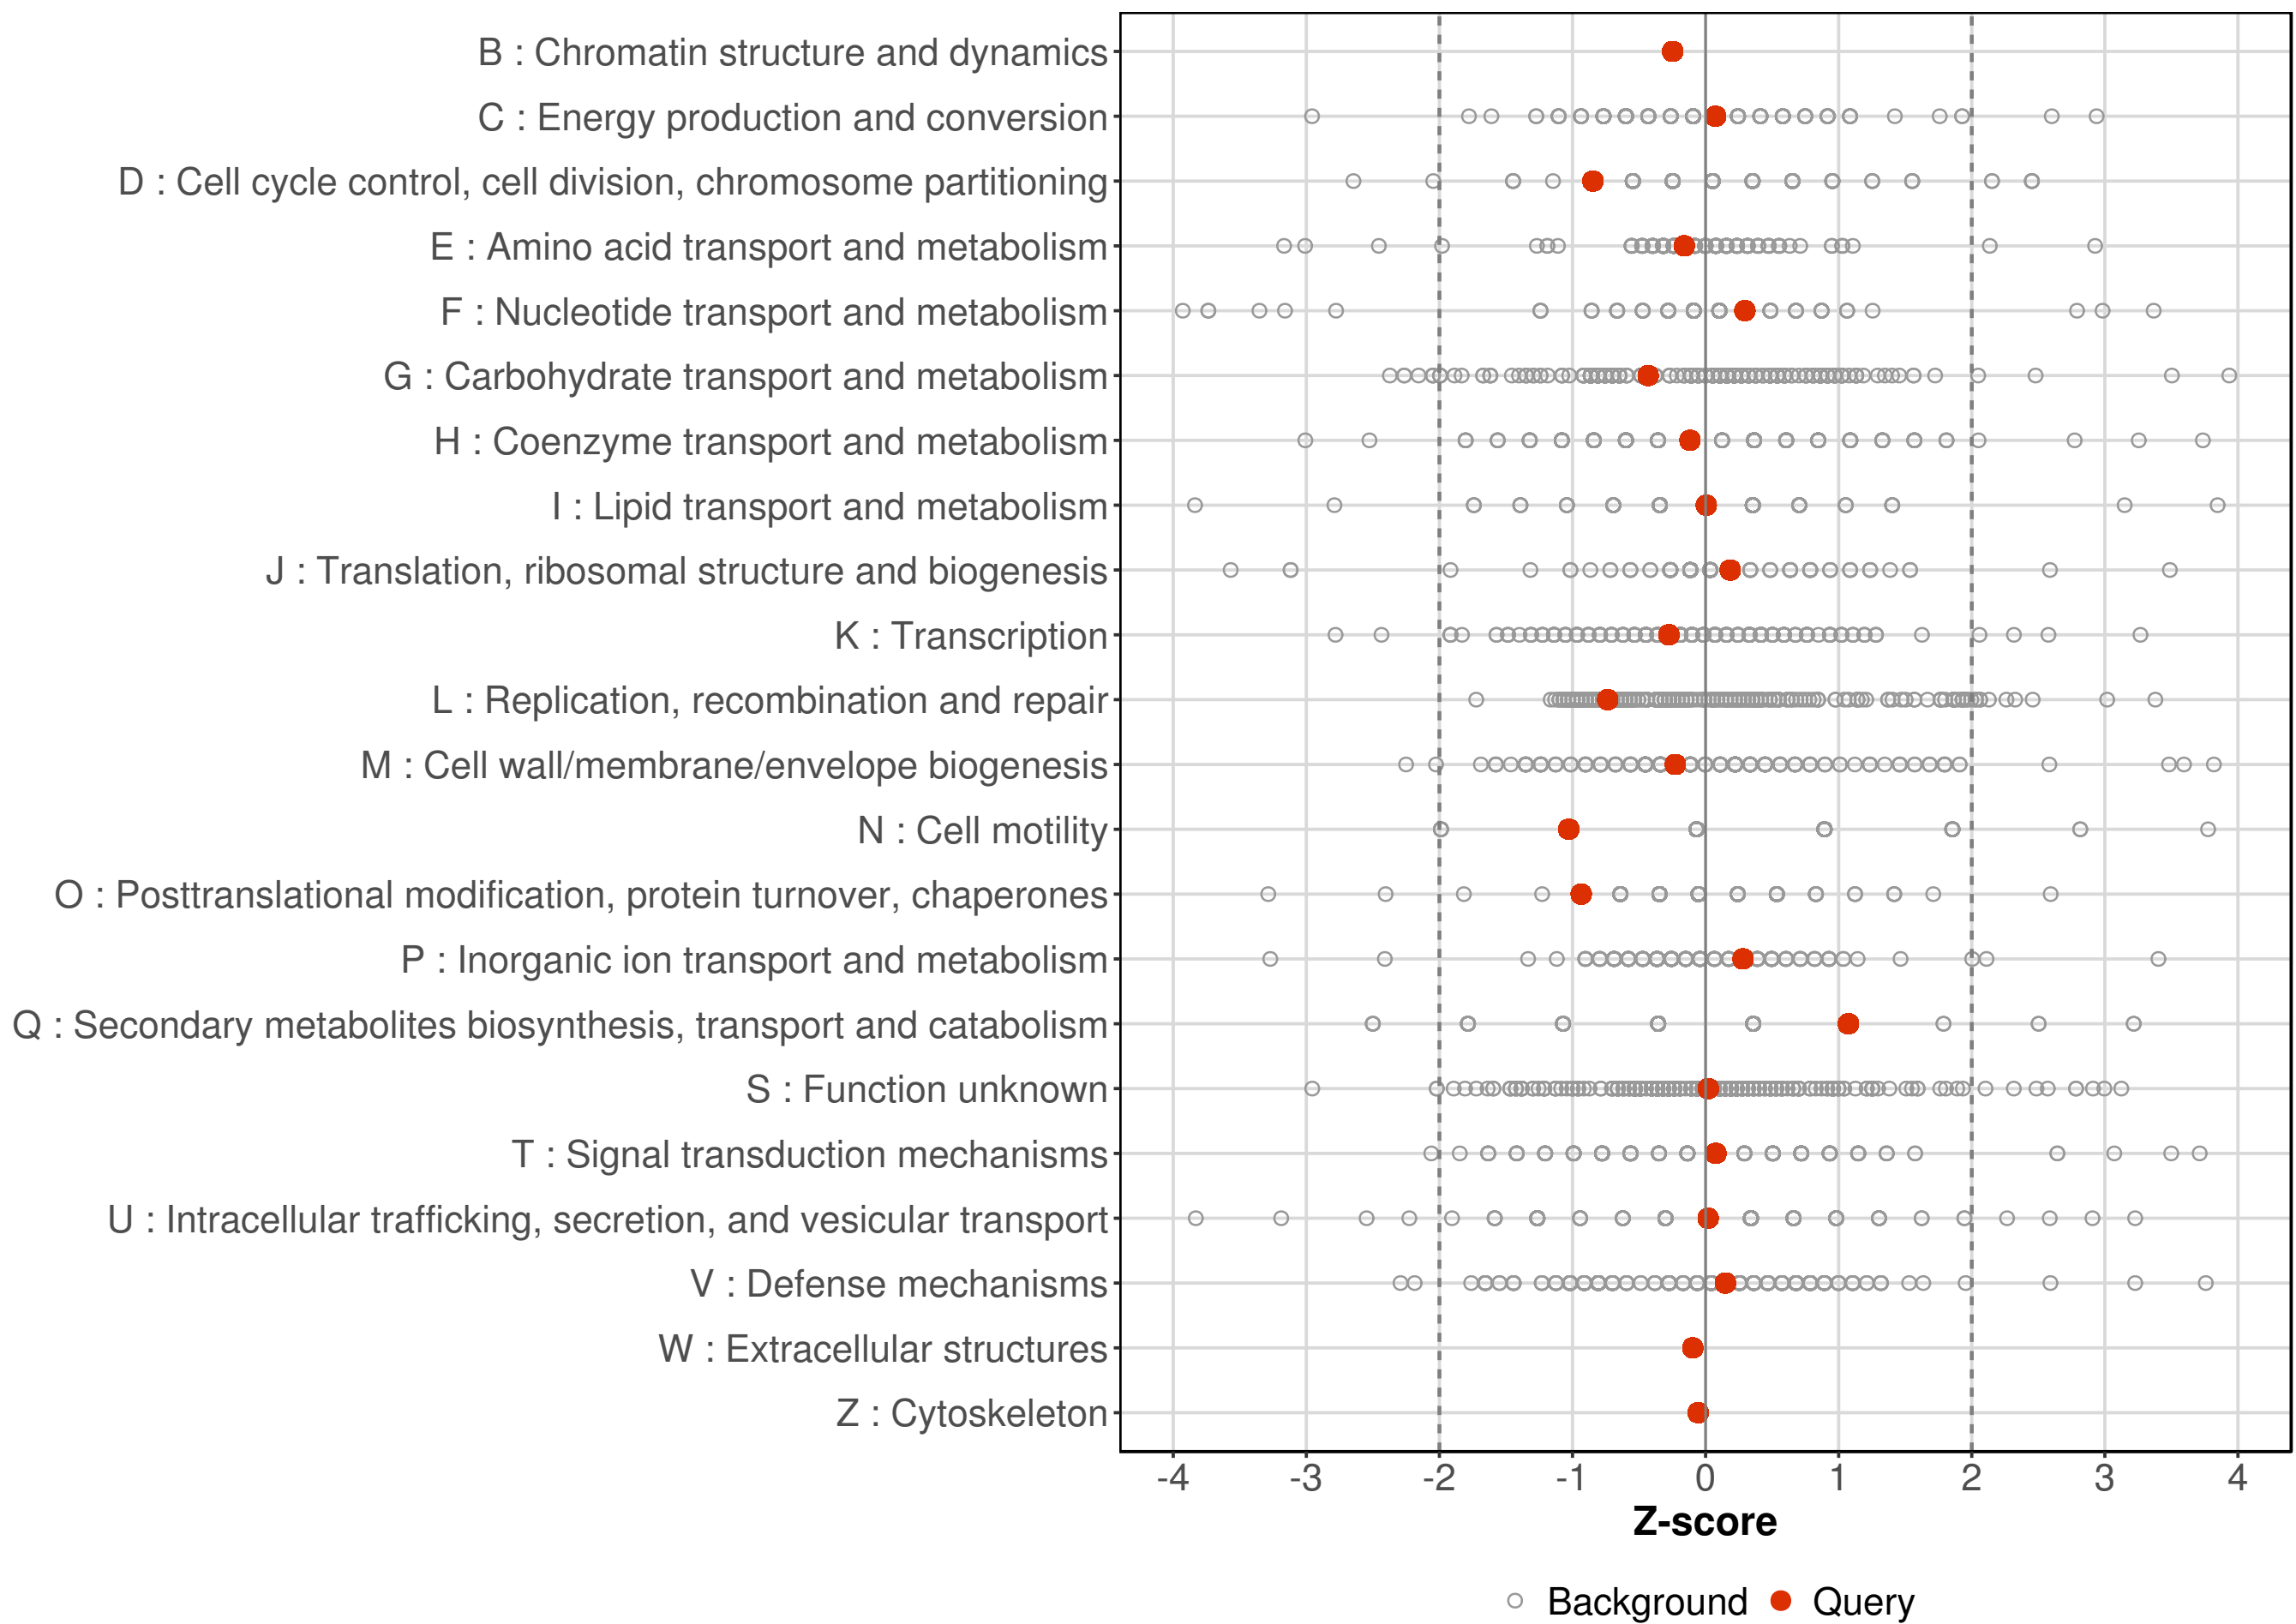 B : Chromatin structure and dynamics
C : Energy production and conversion
D : Cell cycle control, cell division, chromosome partitioning
E : Amino acid transport and metabolism
F : Nucleotide transport and metabolism
G : Carbohydrate transport and metabolism
H : Coenzyme transport and metabolism
I : Lipid transport and metabolism
J : Translation, ribosomal structure and biogenesis
K : Transcription
L : Replication, recombination and repair
M : Cell wall/membrane/envelope biogenesis
N : Cell motility
O : Posttranslational modification, protein turnover, chaperones
P : Inorganic ion transport and metabolism
Q : Secondary metabolites biosynthesis, transport and catabolism
S : Function unknown
T : Signal transduction mechanisms
U : Intracellular trafficking, secretion, and vesicular transport
V : Defense mechanisms
W : Extracellular structures
Z : Cytoskeleton
-4 -3 -2 -1 0 1 2 3 4
Z-score
Background Query